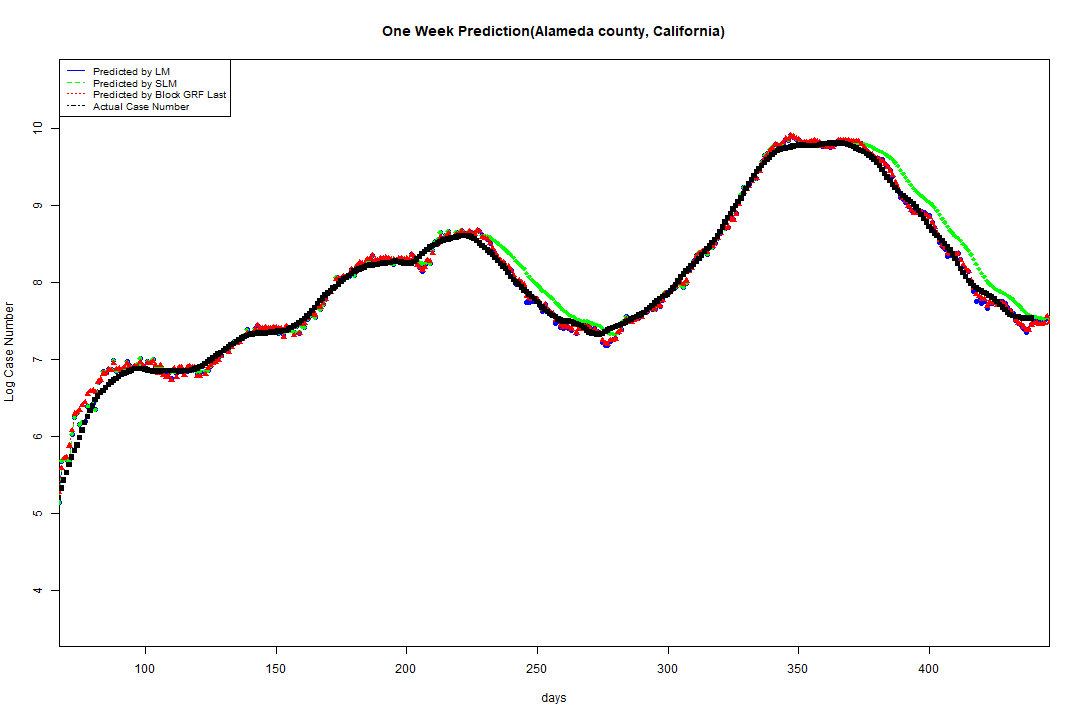 One Week Prediction(Alameda county, California)
Predicted by LM
Predicted by SLM
Predicted by Block GRF Last
Actual Case Number
Log Case Number
10
9
8
7
6
5
4
100 150 200 250 300 350 400
days